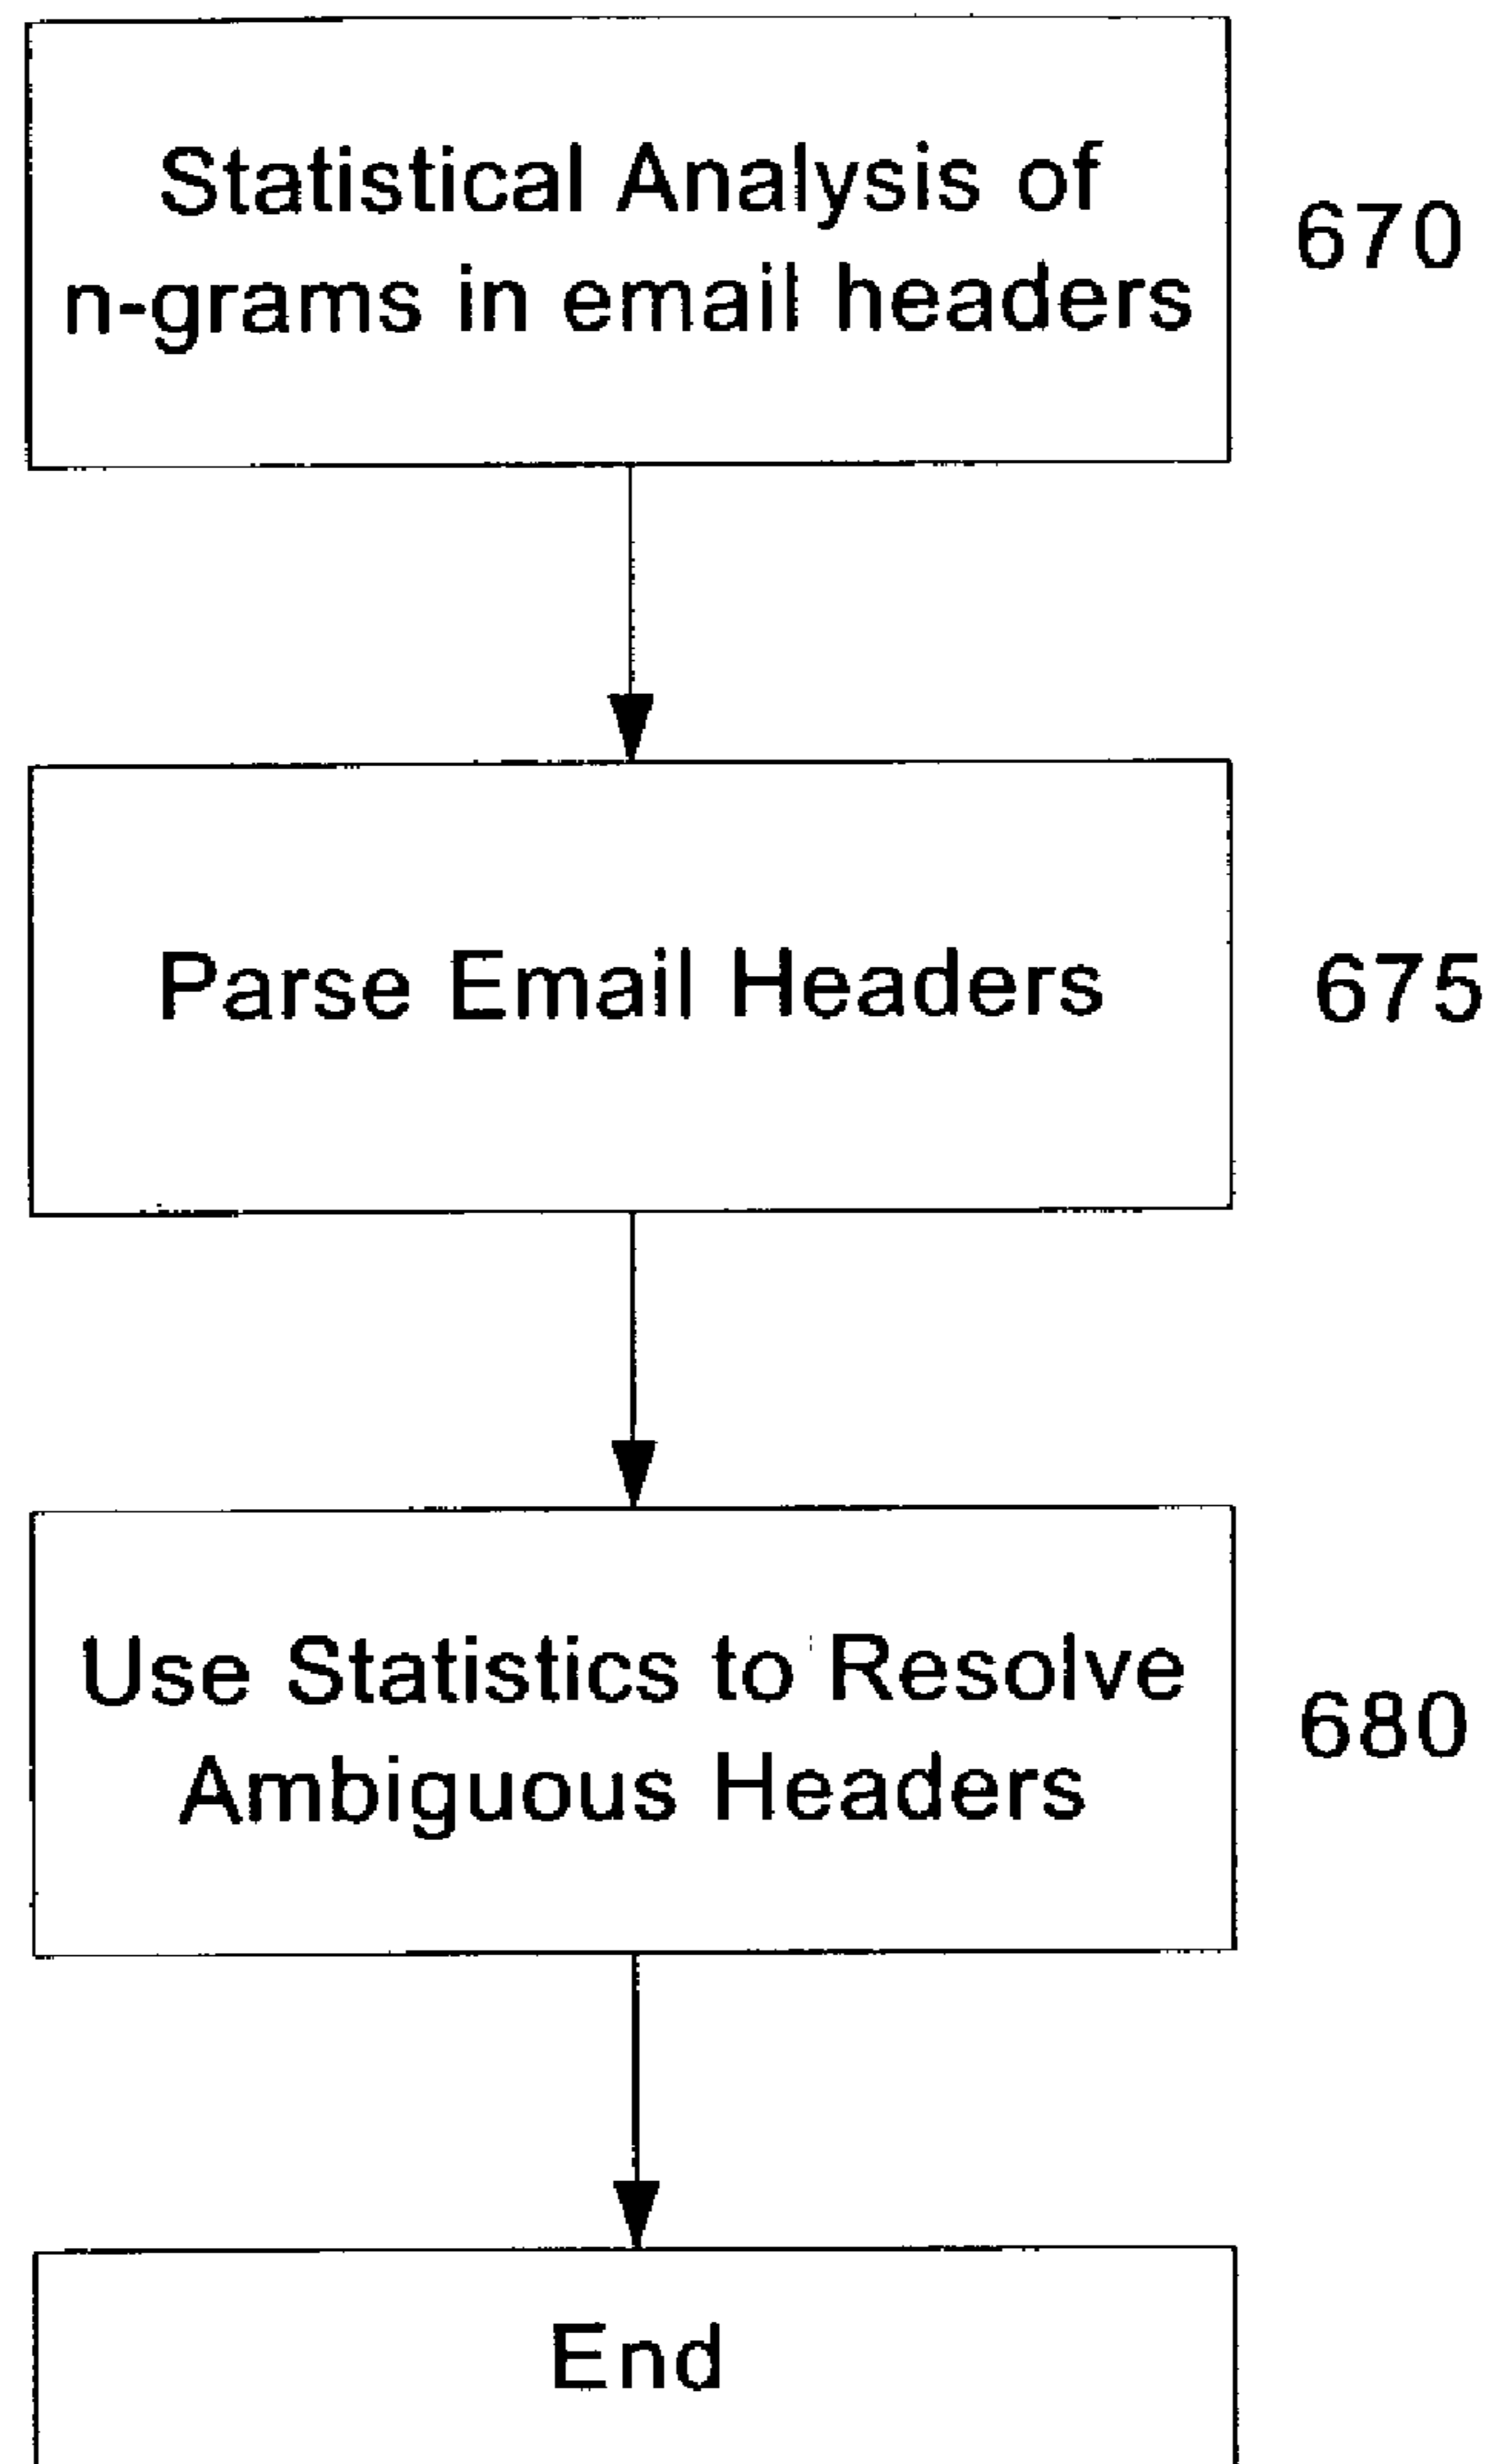 Statistical Analysis of
n-grams in email headers
670
Parse Email Headers
675
Use Statistics to Resolve
Ambiguous Headers
680
End